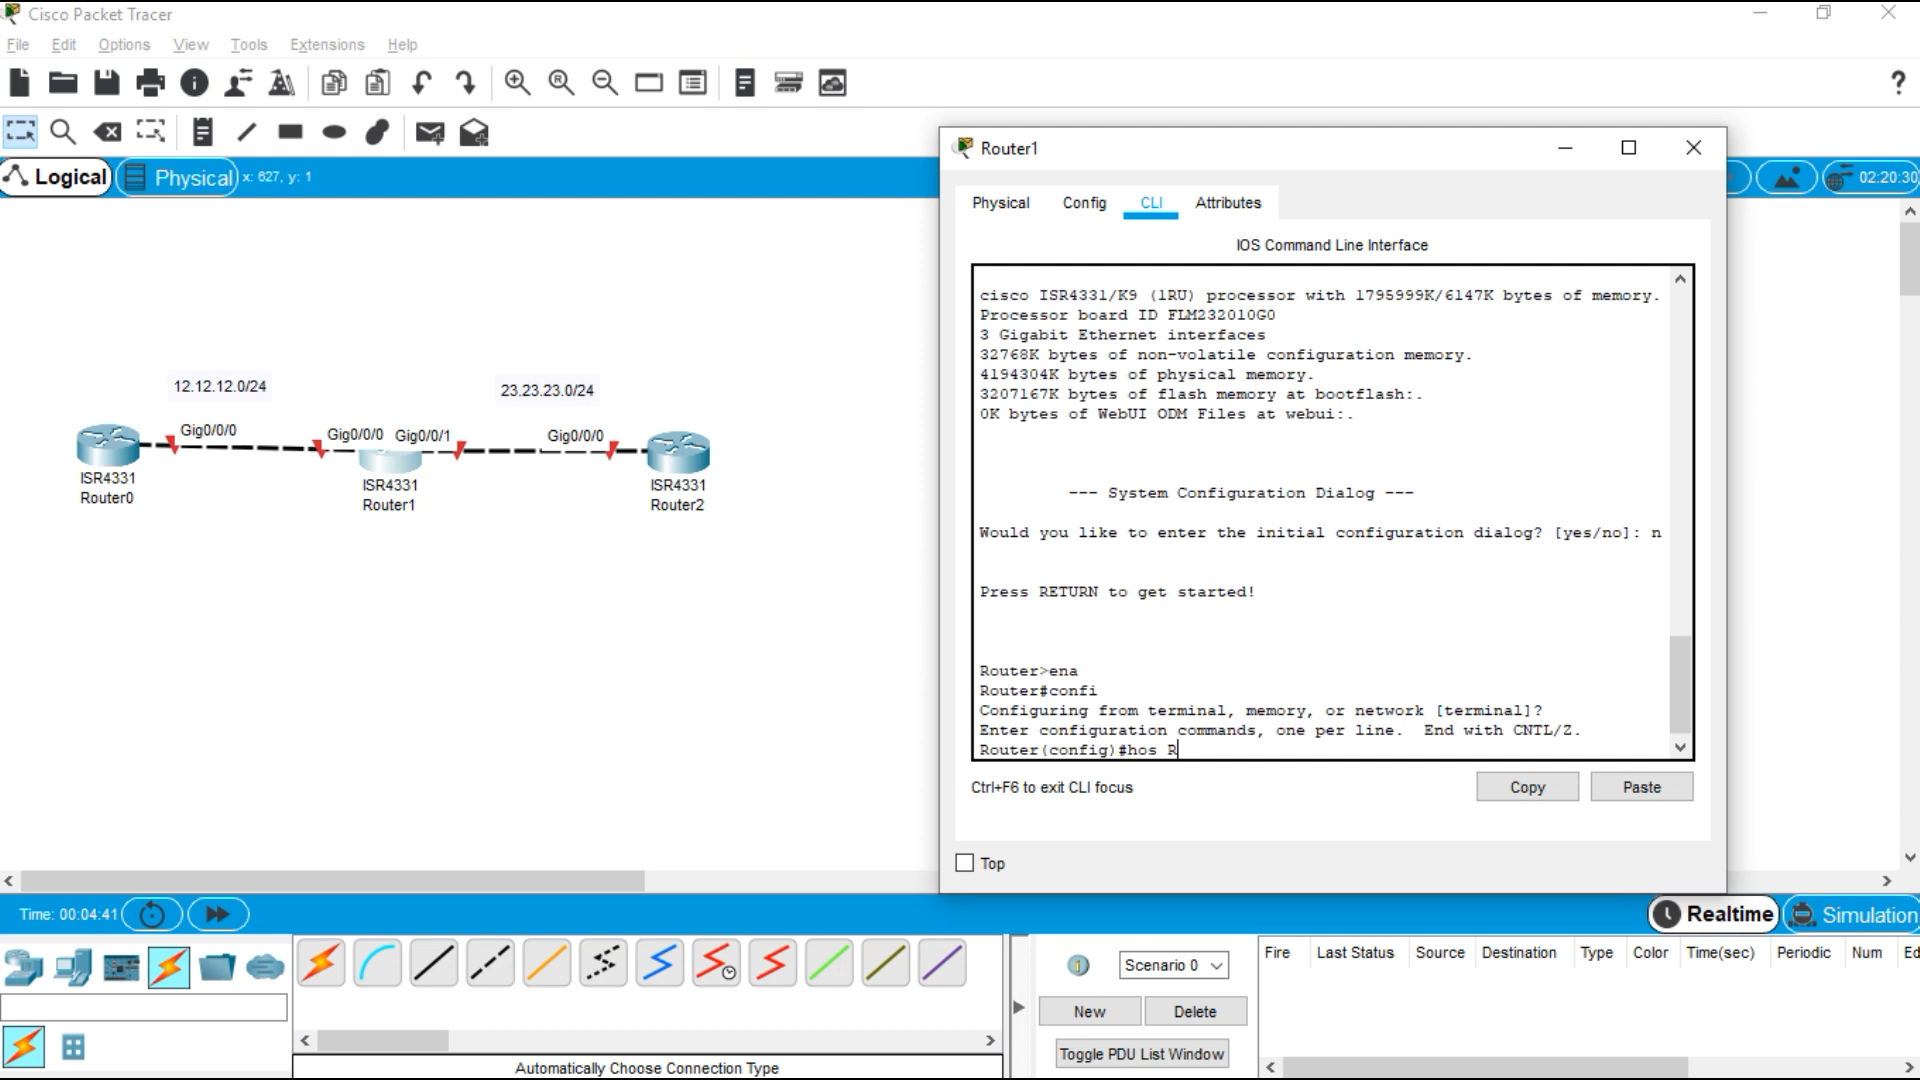 Cisco Packet Tracer
File Edit Options View Tools Extensions Help
Logical Physical x: 627, y: 1
02:20:30
12.12.12.0/24
23.23.23.0/24
Gig0/0/0
Gig0/0/0 Gig0/0/1
Gig0/0/0
ISR4331
Router0
ISR4331
Router1
ISR4331
Router2
Router1
Physical Config CLI Attributes
IOS Command Line Interface
cisco ISR4331/K9 (1RU) processor with 1795999K/6147K bytes of memory.
Processor board ID FLM232010G0
3 Gigabit Ethernet interfaces
32768K bytes of non-volatile configuration memory.
4194304K bytes of physical memory.
3207167K bytes of flash memory at bootflash:.
0K bytes of WebUI ODM Files at webui:.
--- System Configuration Dialog ---
Would you like to enter the initial configuration dialog? [yes/no]: n
Press RETURN to get started!
Router>ena
Router#confi
Configuring from terminal, memory, or network [terminal]?
Enter configuration commands, one per line. End with CNTL/Z.
Router(config)#hos R
Ctrl+F6 to exit CLI focus
Copy Paste
Top
Time: 00:04:41
Realtime Simulation
Scenario 0
New Delete
Toggle PDU List Window
Fire Last Status Source Destination Type Color Time(sec) Periodic Num Ed
Automatically Choose Connection Type